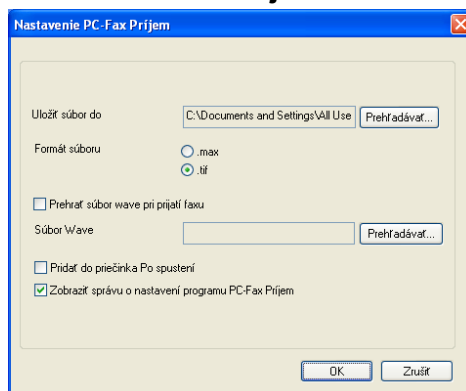 Nastavenie PC-Fax Príjem
Uložiť súbor do
C:\Documents and Settings\All Use
Prehľadávať...
Formát súboru
.max
.tif
Prehrať súbor wave pri prijatí faxu
Súbor Wave
Prehľadávať...
Pridať do priečinka Po spustení
Zobraziť správu o nastavení programu PC-Fax Príjem
OK
Zrušiť